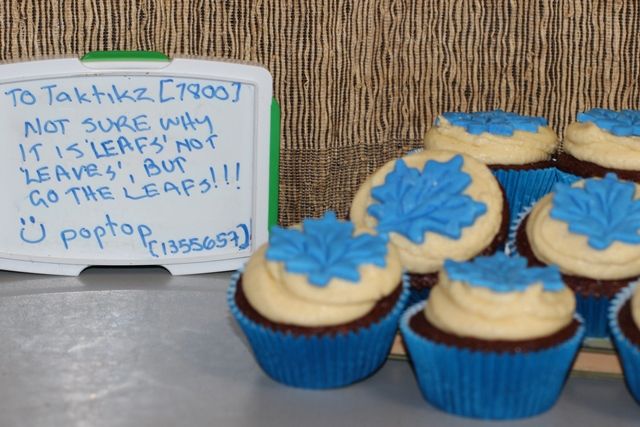 To Taktikz [7800]
NOT SURE WHY
IT IS 'LEAFS' NOT
'LEAVES', BUT
GO THE LEAFS!!!
poptop [1355657]